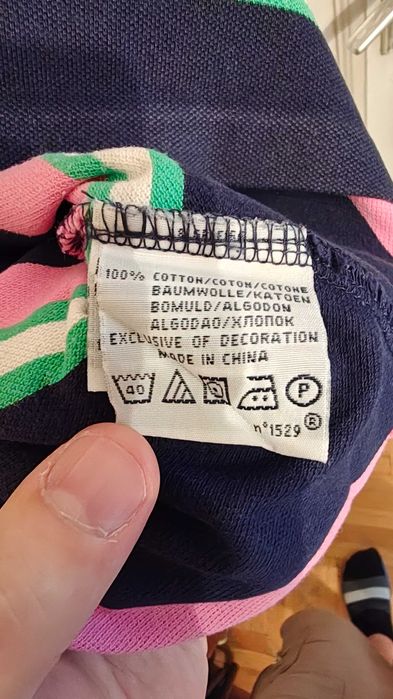 100% COTTON/COTON/COTONE
BAUMWOLLE/KATOEN
BOMULD/ALGODON
ALGODAO/ХЛОПОК
EXCLUSIVE OF DECORATION
MADE IN CHINA
40 P
n°1529 ®